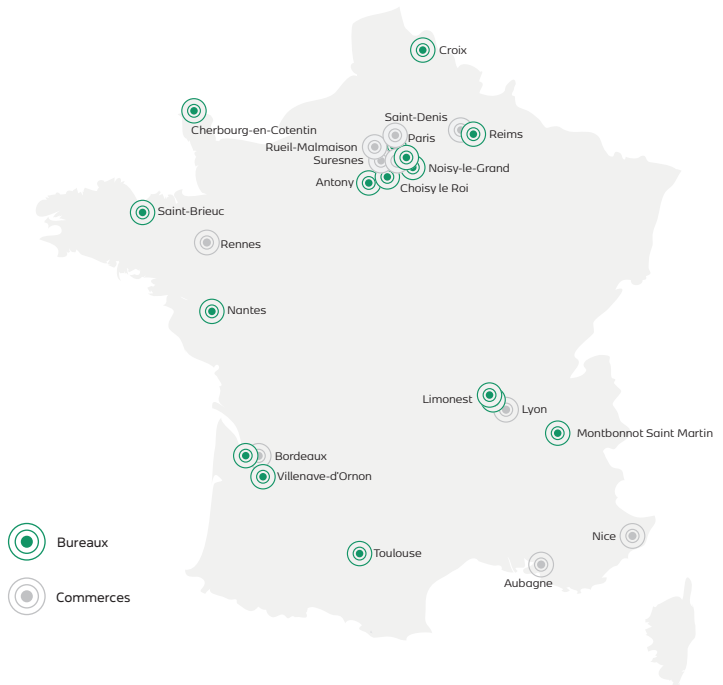 Croix
Cherbourg-en-Cotentin
Saint-Denis
Paris
Reims
Rueil-Malmaison
Suresnes
Noisy-le-Grand
Antony
Choisy le Roi
Saint-Brieuc
Rennes
Nantes
Limonest
Lyon
Montbonnot Saint Martin
Bordeaux
Villenave-d'Ornon
Nice
Toulouse
Aubagne
Bureaux
Commerces